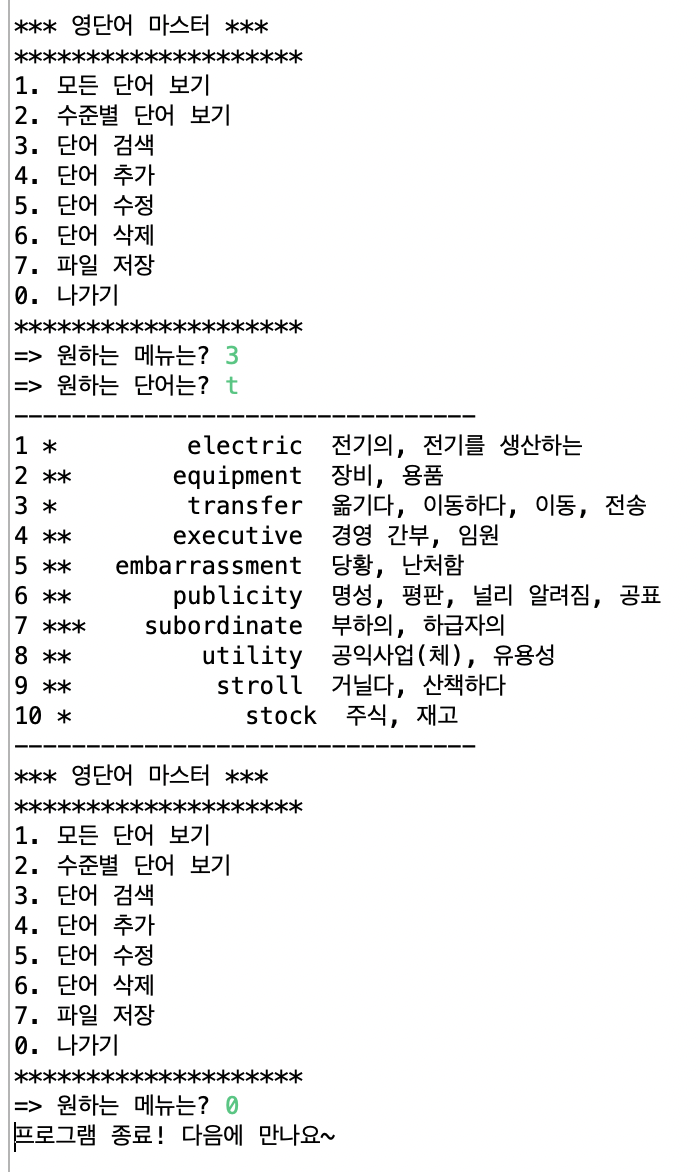 *** 영단어 마스터 ***
********************
1. 모든 단어 보기
2. 수준별 단어 보기
3. 단어 검색
4. 단어 추가
5. 단어 수정
6. 단어 삭제
7. 파일 저장
0. 나가기
********************
=> 원하는 메뉴는? 3
=> 원하는 단어는? t
--------------------------------
1 *         electric  전기의, 전기를 생산하는
2 **       equipment  장비, 용품
3 *         transfer  옮기다, 이동하다, 이동, 전송
4 **       executive  경영 간부, 임원
5 **   embarrassment  당황, 난처함
6 **       publicity  명성, 평판, 널리 알려짐, 공표
7 ***    subordinate  부하의, 하급자의
8 **         utility  공익사업(체), 유용성
9 **          stroll  거닐다, 산책하다
10 *            stock  주식, 재고
--------------------------------
*** 영단어 마스터 ***
********************
1. 모든 단어 보기
2. 수준별 단어 보기
3. 단어 검색
4. 단어 추가
5. 단어 수정
6. 단어 삭제
7. 파일 저장
0. 나가기
********************
=> 원하는 메뉴는? 0
프로그램 종료! 다음에 만나요~